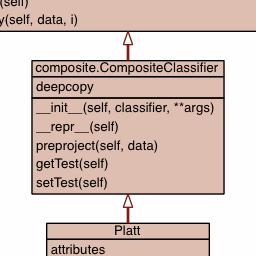 (self)
y(self, data, i)
composite.CompositeClassifier
deepcopy
__init__(self, classifier, **args)
__repr__(self)
preproject(self, data)
getTest(self)
setTest(self)
Platt
attributes